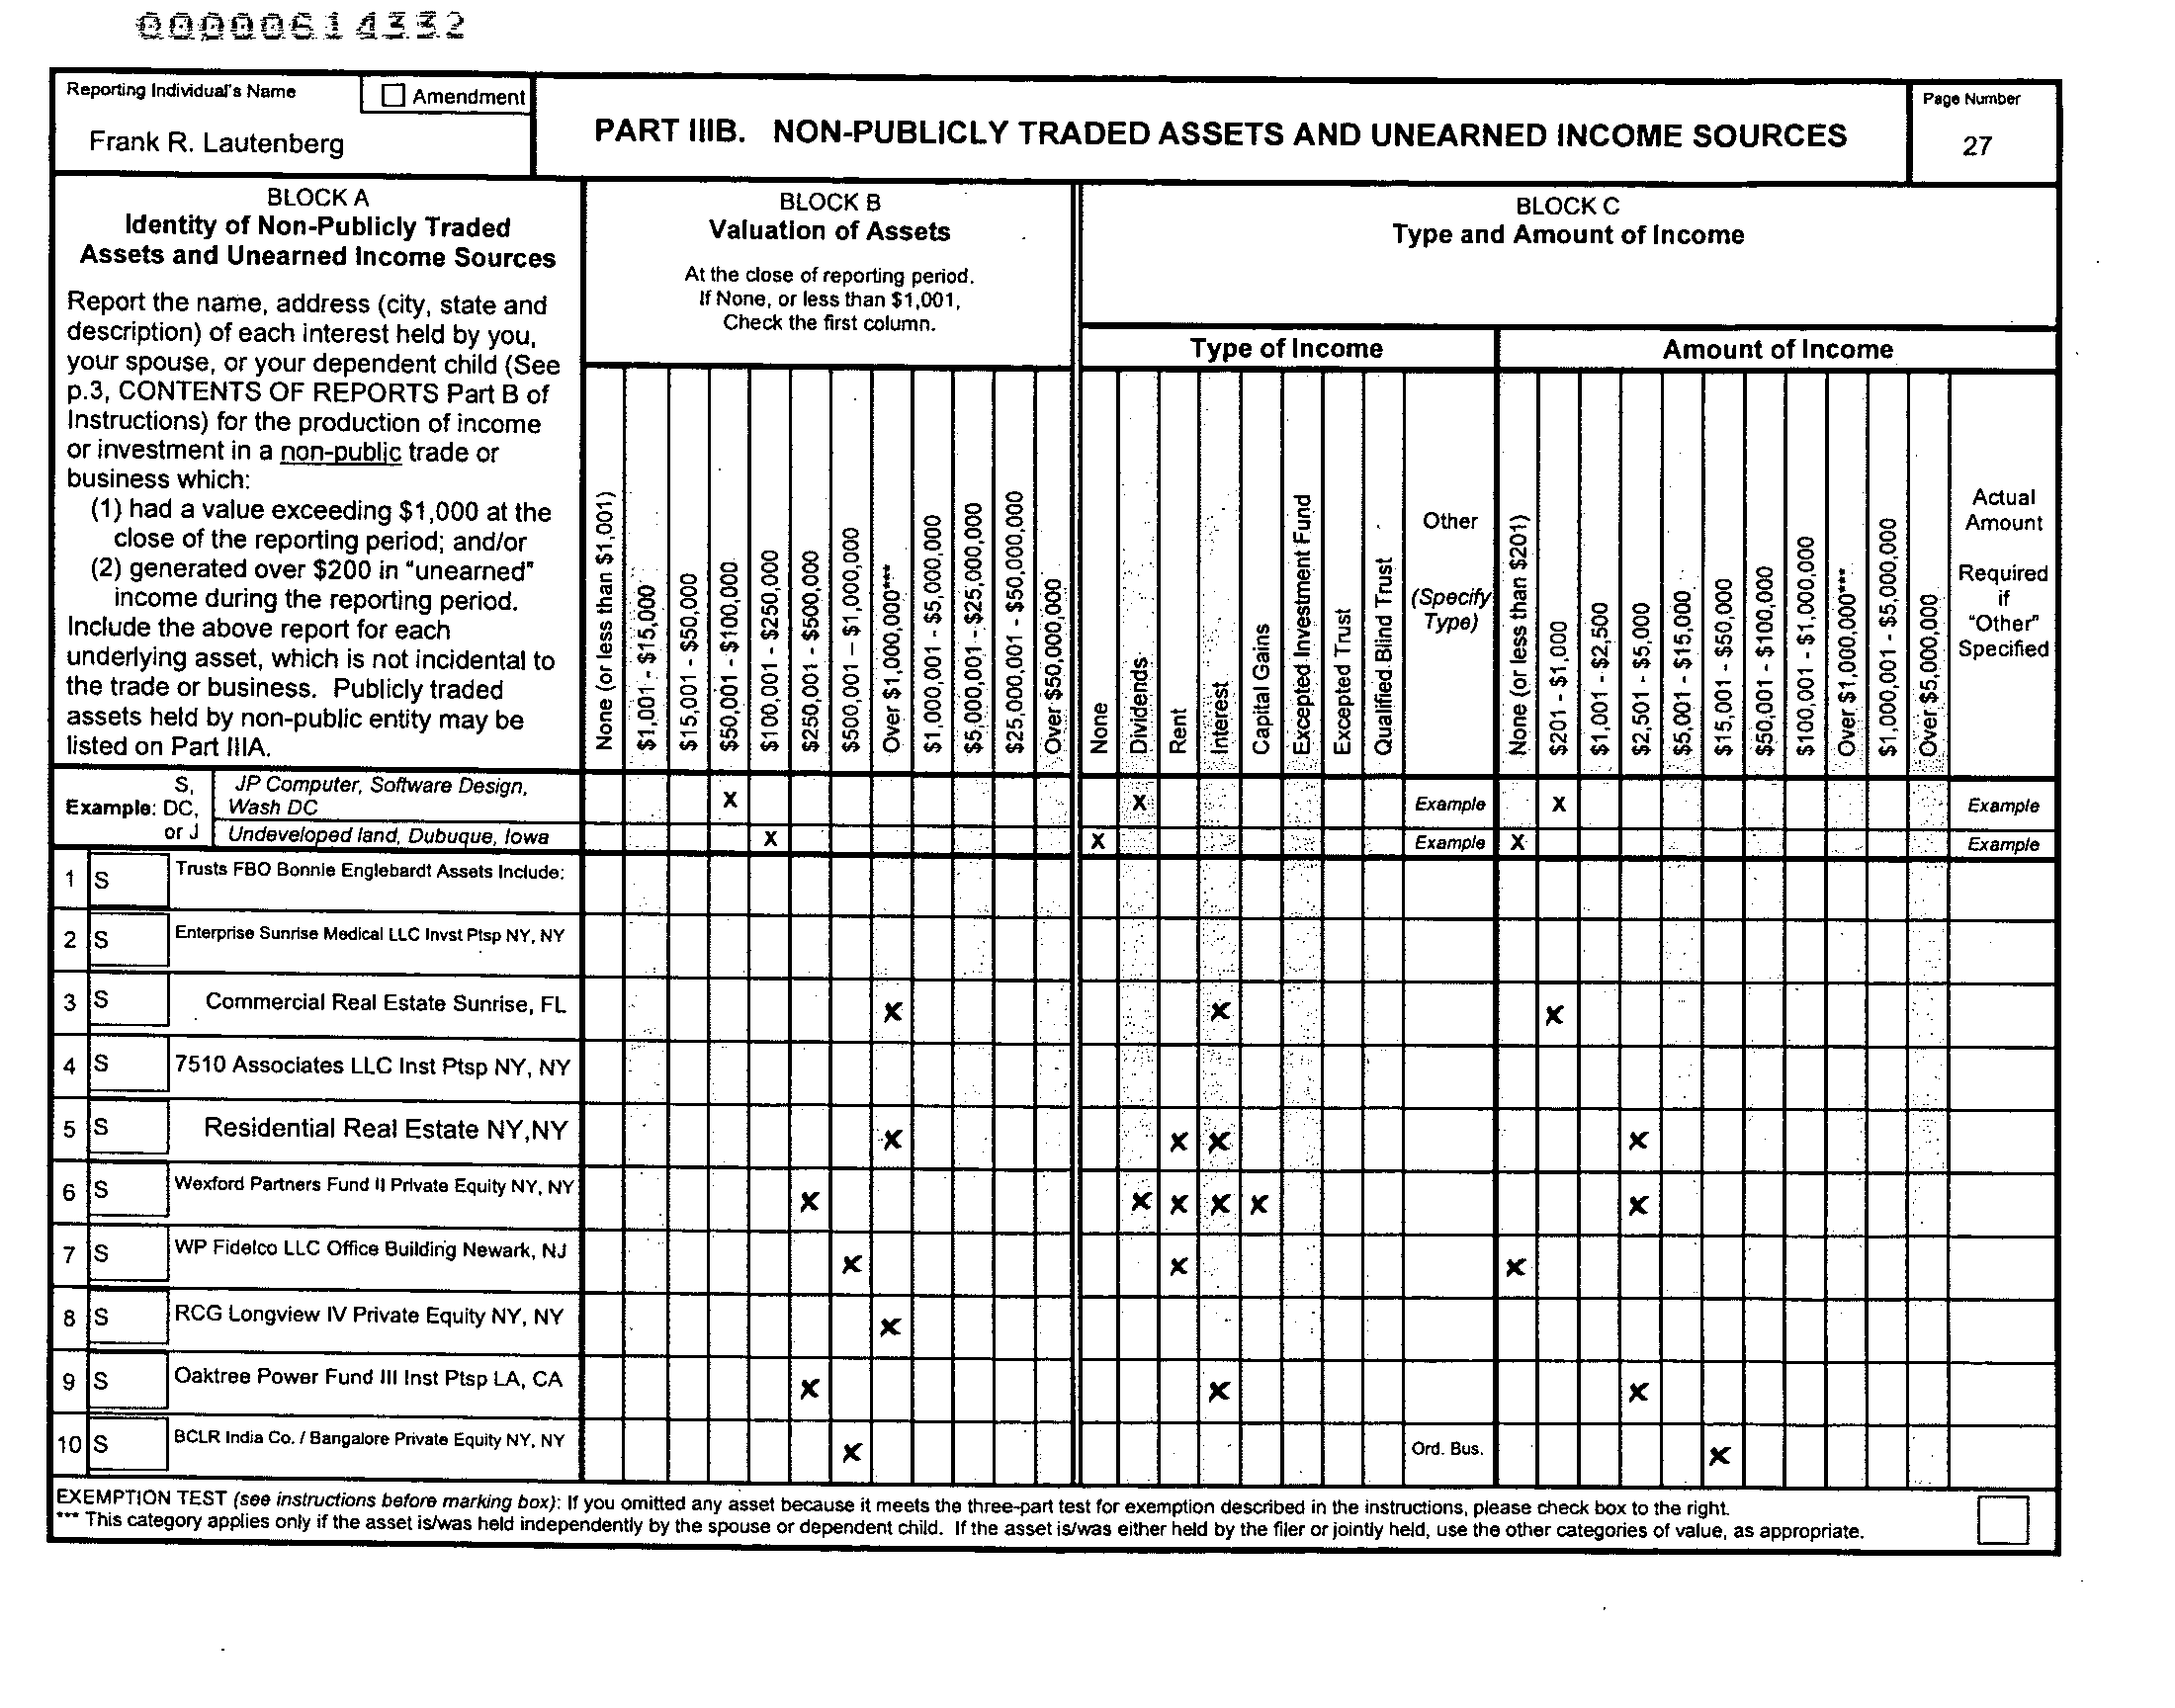 00000614332
Reporting Individual's Name
Amendment
Frank R. Lautenberg
PART IIIB. NON-PUBLICLY TRADED ASSETS AND UNEARNED INCOME SOURCES
Page Number
27
BLOCK A
Identity of Non-Publicly Traded
Assets and Unearned Income Sources
Report the name, address (city, state and
description) of each interest held by you,
your spouse, or your dependent child (See
p.3, CONTENTS OF REPORTS Part B of
Instructions) for the production of income
or investment in a non-public trade or
business which:
(1) had a value exceeding $1,000 at the
close of the reporting period; and/or
(2) generated over $200 in "unearned"
income during the reporting period.
Include the above report for each
underlying asset, which is not incidental to
the trade or business. Publicly traded
assets held by non-public entity may be
listed on Part IIIA.
BLOCK B
Valuation of Assets
At the close of reporting period.
If None, or less than $1,001,
Check the first column.
None (or less than $1,001)
$1,001 - $15,000
$15,001 - $50,000
$50,001 - $100,000
$100,001 - $250,000
$250,001 - $500,000
$500,001 – $1,000,000
Over $1,000,000***
$1,000,001 - $5,000,000
$5,000,001 - $25,000,000
$25,000,001 - $50,000,000
Over $50,000,000
BLOCK C
Type and Amount of Income
Type of Income
None
Dividends
Rent
Interest
Capital Gains
Excepted Investment Fund
Excepted Trust
Qualified Blind Trust
Other
(Specify
Type)
Amount of Income
None (or less than $201)
$201 - $1,000
$1,001 - $2,500
$2,501 - $5,000
$5,001 - $15,000
$15,001 - $50,000
$50,001 - $100,000
$100,001 - $1,000,000
Over $1,000,000***
$1,000,001 - $5,000,000
Over $5,000,000
Actual
Amount
Required
if
"Other"
Specified
Example: S, DC, or J
JP Computer, Software Design,
Wash DC X X Example X Example
Undeveloped land, Dubuque, Iowa X X Example X Example
1 S Trusts FBO Bonnie Englebardt Assets Include:
2 S Enterprise Sunrise Medical LLC Invst Ptsp NY, NY
3 S Commercial Real Estate Sunrise, FL X X X
4 S 7510 Associates LLC Inst Ptsp NY, NY
5 S Residential Real Estate NY,NY X X X X
6 S Wexford Partners Fund II Private Equity NY, NY X X X X X X
7 S WP Fidelco LLC Office Building Newark, NJ X X X
8 S RCG Longview IV Private Equity NY, NY X
9 S Oaktree Power Fund III Inst Ptsp LA, CA X X X
10 S BCLR India Co. / Bangalore Private Equity NY, NY X Ord. Bus. X
EXEMPTION TEST (see instructions before marking box): If you omitted any asset because it meets the three-part test for exemption described in the instructions, please check box to the right.
*** This category applies only if the asset is/was held independently by the spouse or dependent child. If the asset is/was either held by the filer or jointly held, use the other categories of value, as appropriate.